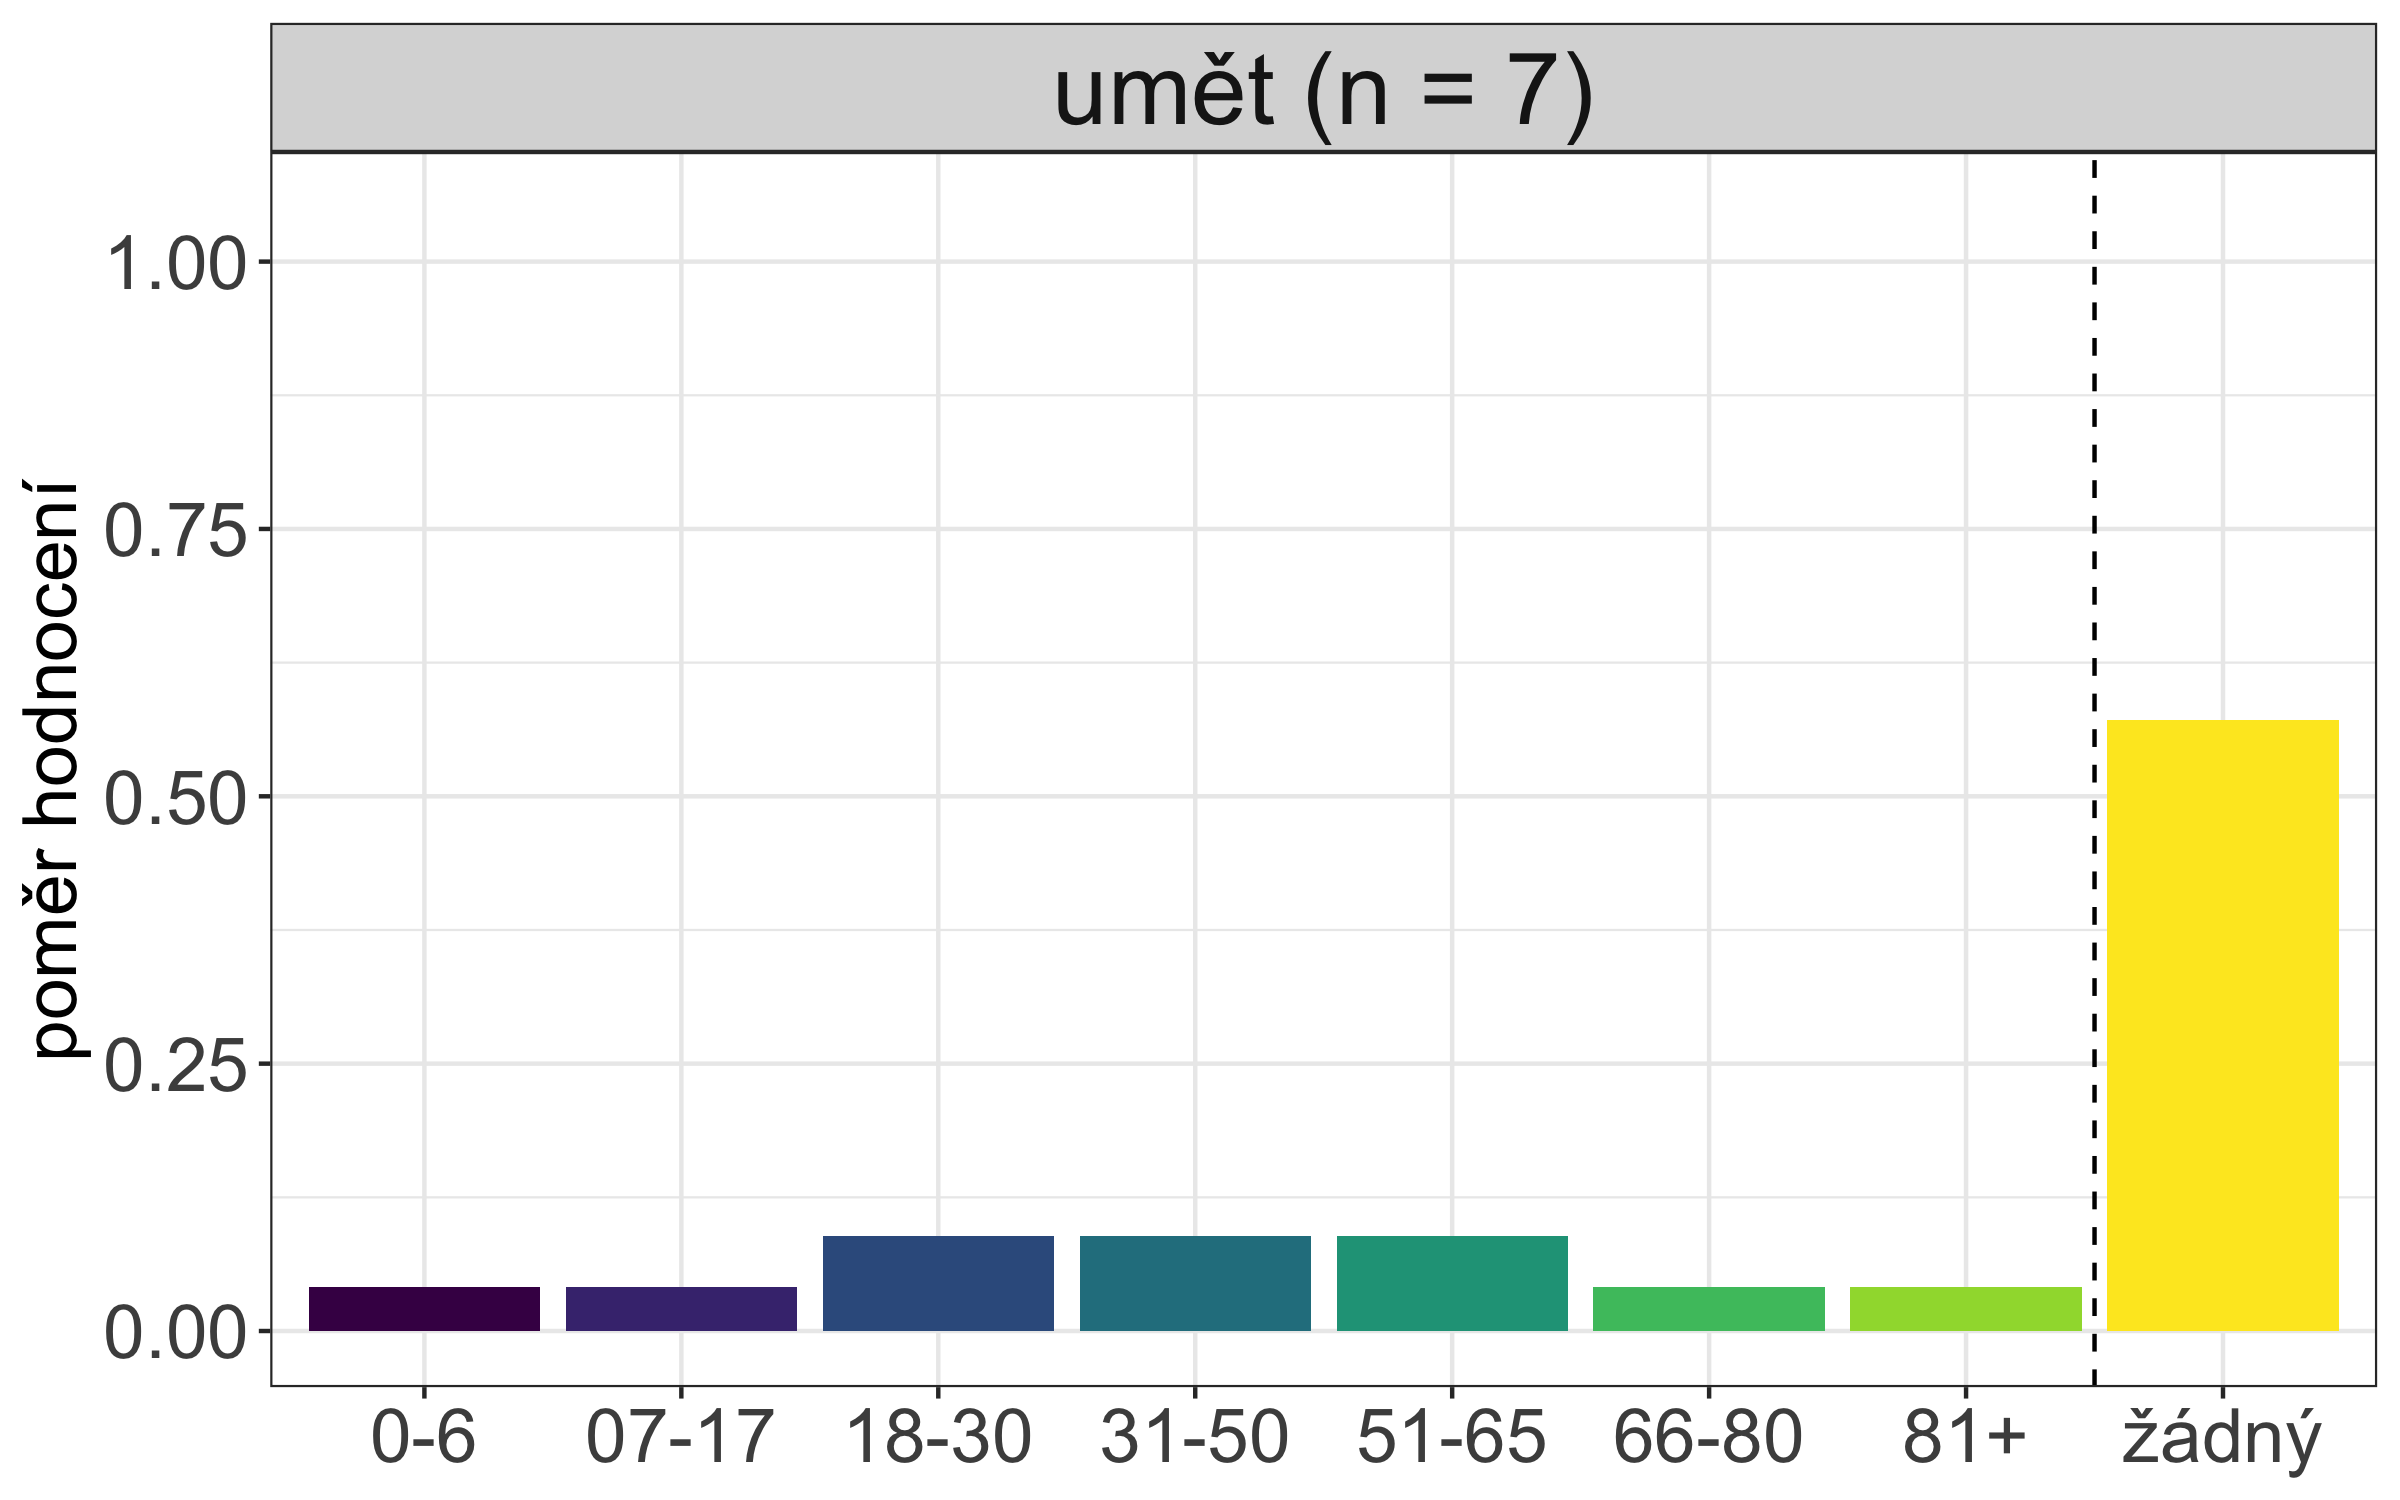 umět (n = 7)
poměr hodnocení
1.00
0.75
0.50
0.25
0.00
0-6 07-17 18-30 31-50 51-65 66-80 81+ žádný